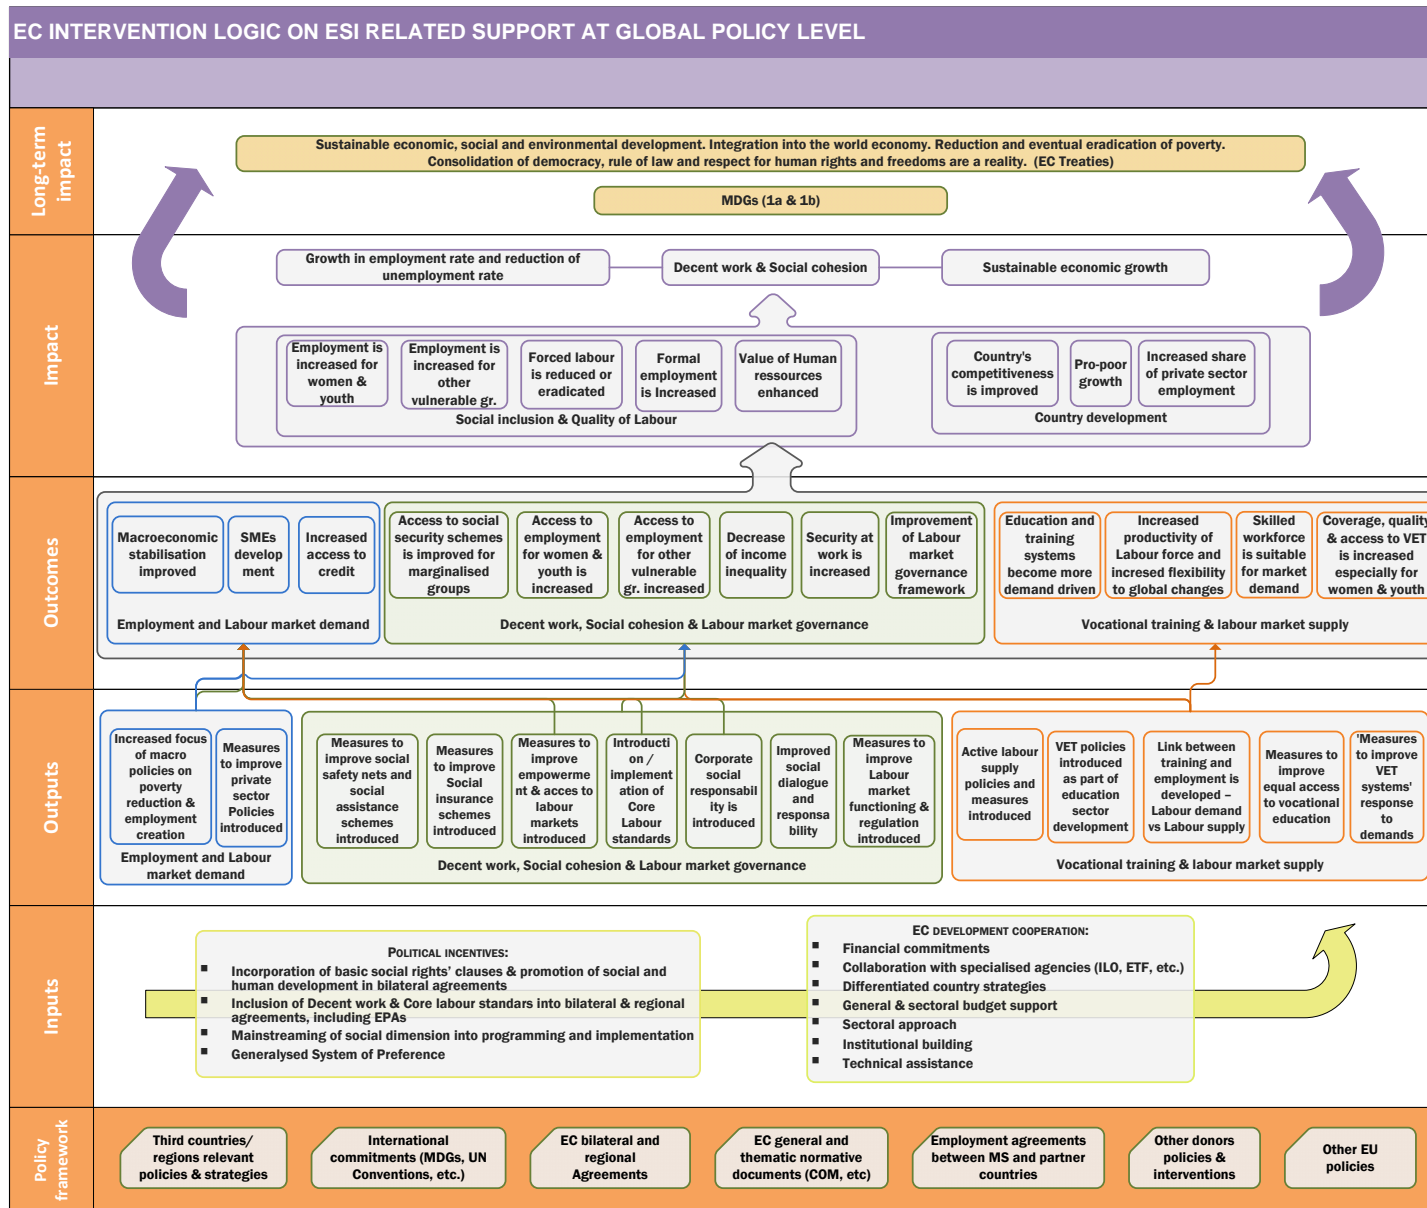 EC INTERVENTION LOGIC ON ESI RELATED SUPPORT AT GLOBAL POLICY LEVEL
Long-term
impact
Sustainable economic, social and environmental development. Integration into the world economy. Reduction and eventual eradication of poverty.
Consolidation of democracy, rule of law and respect for human rights and freedoms are a reality.  (EC Treaties)
MDGs (1a & 1b)
Impact
Growth in employment rate and reduction of
unemployment rate
Decent work & Social cohesion
Sustainable economic growth
Employment is
increased for
women &
youth
Employment is
increased for
other
vulnerable gr.
Forced labour
is reduced or
eradicated
Formal
employment
is Increased
Value of Human
ressources
enhanced
Social inclusion & Quality of Labour
Country's
competitiveness
is improved
Pro-poor
growth
Increased share
of private sector
employment
Country development
Outcomes
Macroeconomic
stabilisation
improved
SMEs
develop
ment
Increased
access to
credit
Employment and Labour market demand
Access to social
security schemes
is improved for
marginalised
groups
Access to
employment
for women &
youth is
increased
Access to
employment
for other
vulnerable
gr. increased
Decrease
of income
inequality
Security at
work is
increased
Improvement
of Labour
market
governance
framework
Decent work, Social cohesion & Labour market governance
Education and
training
systems
become more
demand driven
Increased
productivity of
Labour force and
incresed flexibility
to global changes
Skilled
workforce is
suitable for
market
demand
Coverage, quality
& access to VET
is increased
especially for
women & youth
Vocational training & labour market supply
Outputs
Increased focus
of macro
policies on
poverty
reduction &
employment
creation
Measures
to improve
private
sector
Policies
introduced
Employment and Labour
market demand
Measures to
improve social
safety nets and
social
assistance
schemes
introduced
Measures
to improve
Social
insurance
schemes
introduced
Measures to
improve
empowerme
nt & acces to
labour
markets
introduced
Introducti
on /
implement
ation of
Core
Labour
standards
Corporate
social
responsabil
ity is
introduced
Improved
social
dialogue
and
responsa
bility
Measures to
improve
Labour
market
functioning &
regulation
introduced
Decent work, Social cohesion & Labour market governance
Active labour
supply
policies and
measures
introduced
VET policies
introduced
as part of
education
sector
development
Link between
training and
employment is
developed –
Labour demand
vs Labour supply
Measures to
improve
equal access
to vocational
education
'Measures to
improve
VET
systems'
response
to
demands
Vocational training & labour market supply
Inputs
POLITICAL INCENTIVES:
▪ Incorporation of basic social rights' clauses & promotion of social and
human development in bilateral agreements
▪ Inclusion of Decent work & Core labour standars into bilateral & regional
agreements, including EPAs
▪ Mainstreaming of social dimension into programming and implementation
▪ Generalysed System of Preference
EC DEVELOPMENT COOPERATION:
▪ Financial commitments
▪ Collaboration with specialised agencies (ILO, ETF, etc.)
▪ Differentiated country strategies
▪ General & sectoral budget support
▪ Sectoral approach
▪ Institutional building
▪ Technical assistance
Policy
framework
Third countries/
regions relevant
policies & strategies
International
commitments (MDGs, UN
Conventions, etc.)
EC bilateral and
regional
Agreements
EC general and
thematic normative
documents (COM, etc)
Employment agreements
between MS and partner
countries
Other donors
policies &
interventions
Other EU
policies